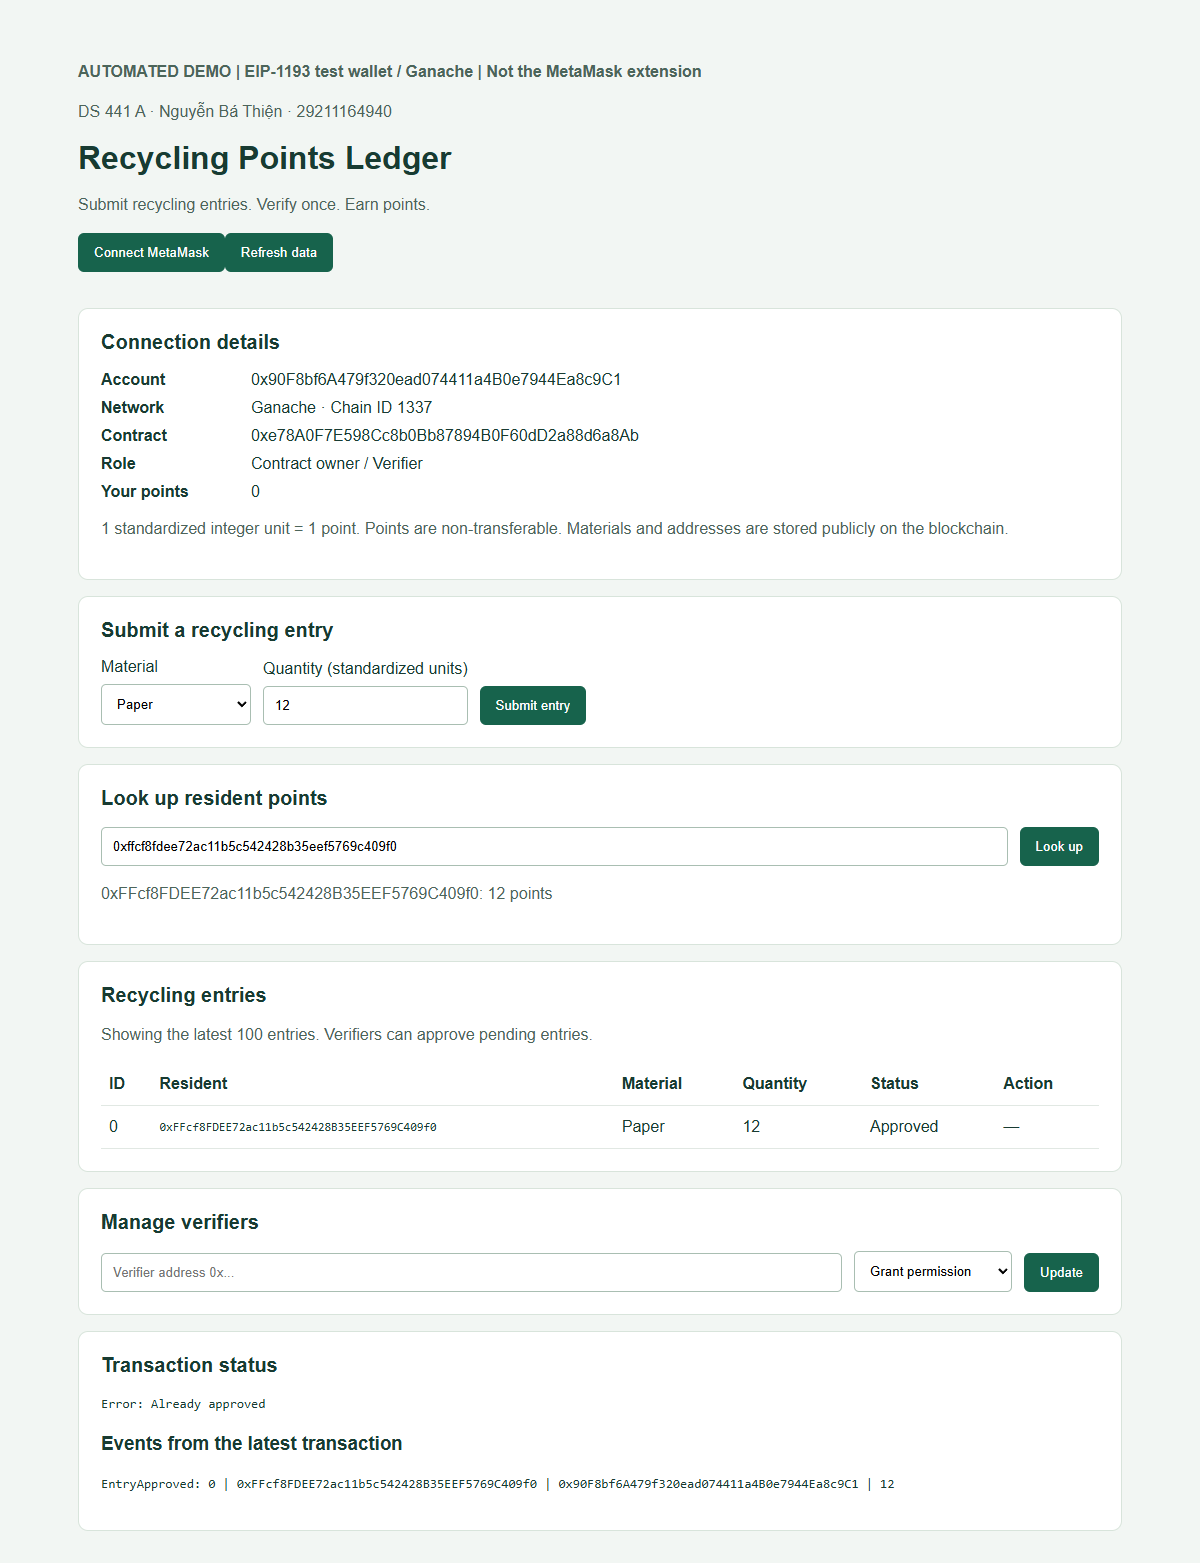 AUTOMATED DEMO | EIP-1193 test wallet / Ganache | Not the MetaMask extension
DS 441 A · Nguyễn Bá Thiện · 29211164940
Recycling Points Ledger
Submit recycling entries. Verify once. Earn points.
Connect MetaMask Refresh data
Connection details
Account 0x90F8bf6A479f320ead074411a4B0e7944Ea8c9C1
Network Ganache · Chain ID 1337
Contract 0xe78A0F7E598Cc8b0Bb87894B0F60dD2a88d6a8Ab
Role Contract owner / Verifier
Your points 0
1 standardized integer unit = 1 point. Points are non-transferable. Materials and addresses are stored publicly on the blockchain.
Submit a recycling entry
Material Quantity (standardized units)
Paper 12 Submit entry
Look up resident points
0xffcf8fdee72ac11b5c542428b35eef5769c409f0 Look up
0xFFcf8FDEE72ac11b5c542428B35EEF5769C409f0: 12 points
Recycling entries
Showing the latest 100 entries. Verifiers can approve pending entries.
ID Resident Material Quantity Status Action
0 0xFFcf8FDEE72ac11b5c542428B35EEF5769C409f0 Paper 12 Approved —
Manage verifiers
Verifier address 0x... Grant permission Update
Transaction status
Error: Already approved
Events from the latest transaction
EntryApproved: 0 | 0xFFcf8FDEE72ac11b5c542428B35EEF5769C409f0 | 0x90F8bf6A479f320ead074411a4B0e7944Ea8c9C1 | 12